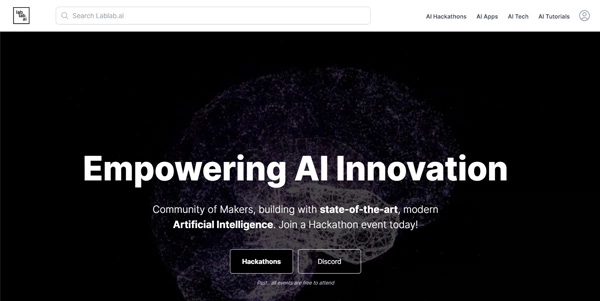 lab
lab
.ai
Search Lablab.ai
AI Hackathons
AI Apps
AI Tech
AI Tutorials
Empowering AI Innovation
Community of Makers, building with state-of-the-art, modern
Artificial Intelligence. Join a Hackathon event today!
Hackathons
Discord
Psst.. all events are free to attend